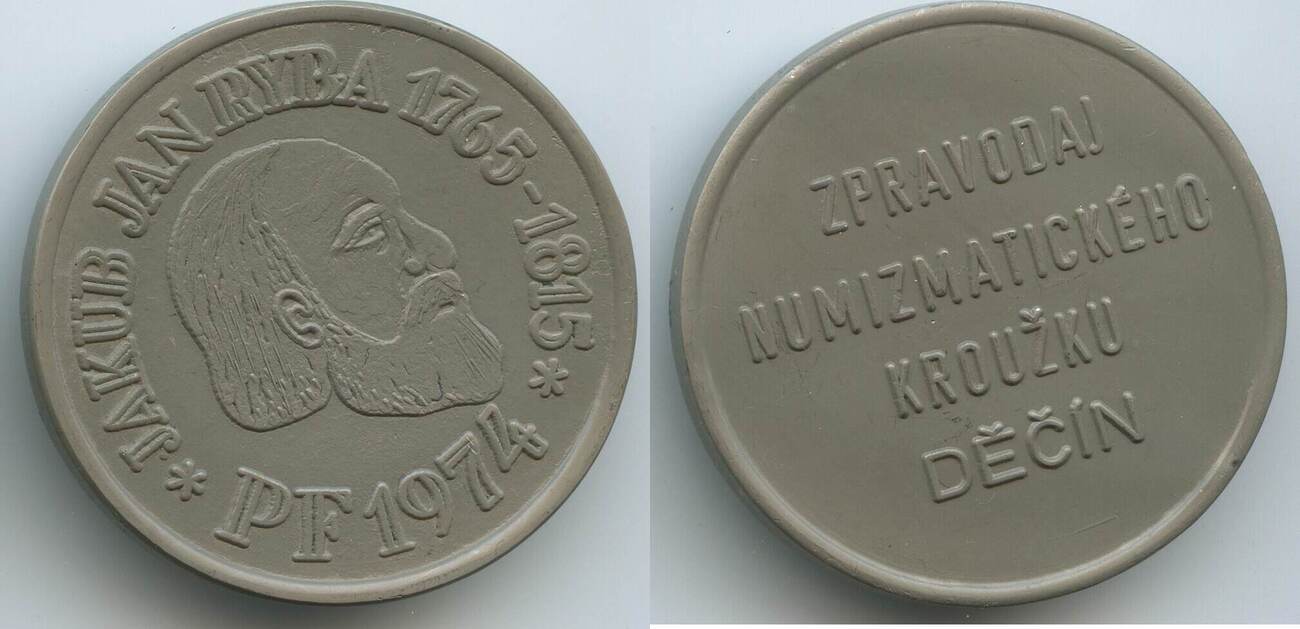 * JAKUB JAN RYBA 1765-1815 *
PF 1974
ZPRAVODAJ
NUMIZMATICKÉHO
KROUŽKU
DĚČÍN